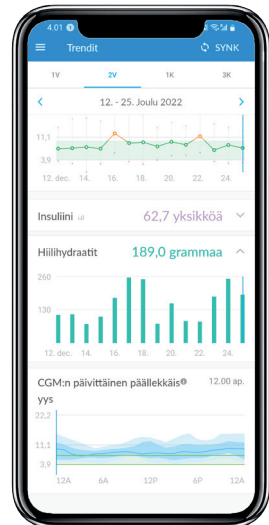 4.01
Trendit SYNK
1V 2V 1K 3K
12. - 25. Joulu 2022
11,1
3,9
12. dec. 14. 16. 18. 20. 22. 24.
Insuliini 62,7 yksikköä
Hiilihydraatit 189,0 grammaa
260
130
12. dec. 14. 16. 18. 20. 22. 24.
CGM:n päivittäinen päällekkäis 12.00 ap.
yys
22,2
11,1
3,9
12A 6A 12P 6P 12A